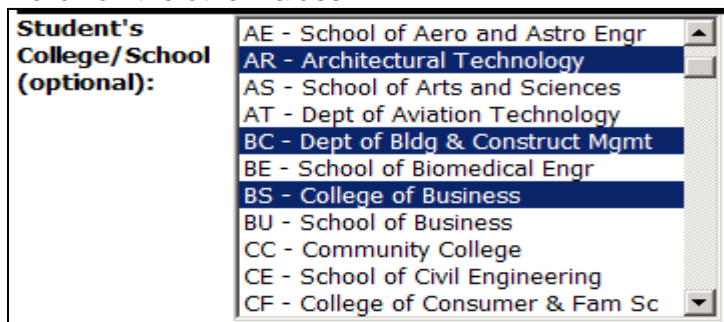 Student's
College/School
(optional):
AE - School of Aero and Astro Engr
AR - Architectural Technology
AS - School of Arts and Sciences
AT - Dept of Aviation Technology
BC - Dept of Bldg & Construct Mgmt
BE - School of Biomedical Engr
BS - College of Business
BU - School of Business
CC - Community College
CE - School of Civil Engineering
CF - College of Consumer & Fam Sc